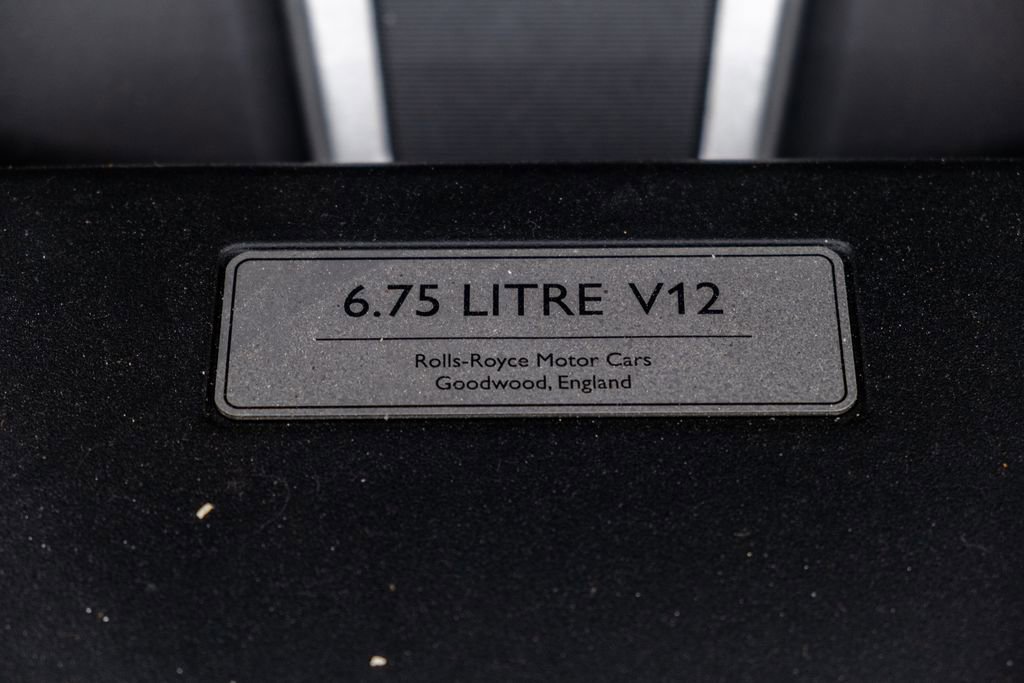 6.75 LITRE V12
Rolls-Royce Motor Cars
Goodwood, England